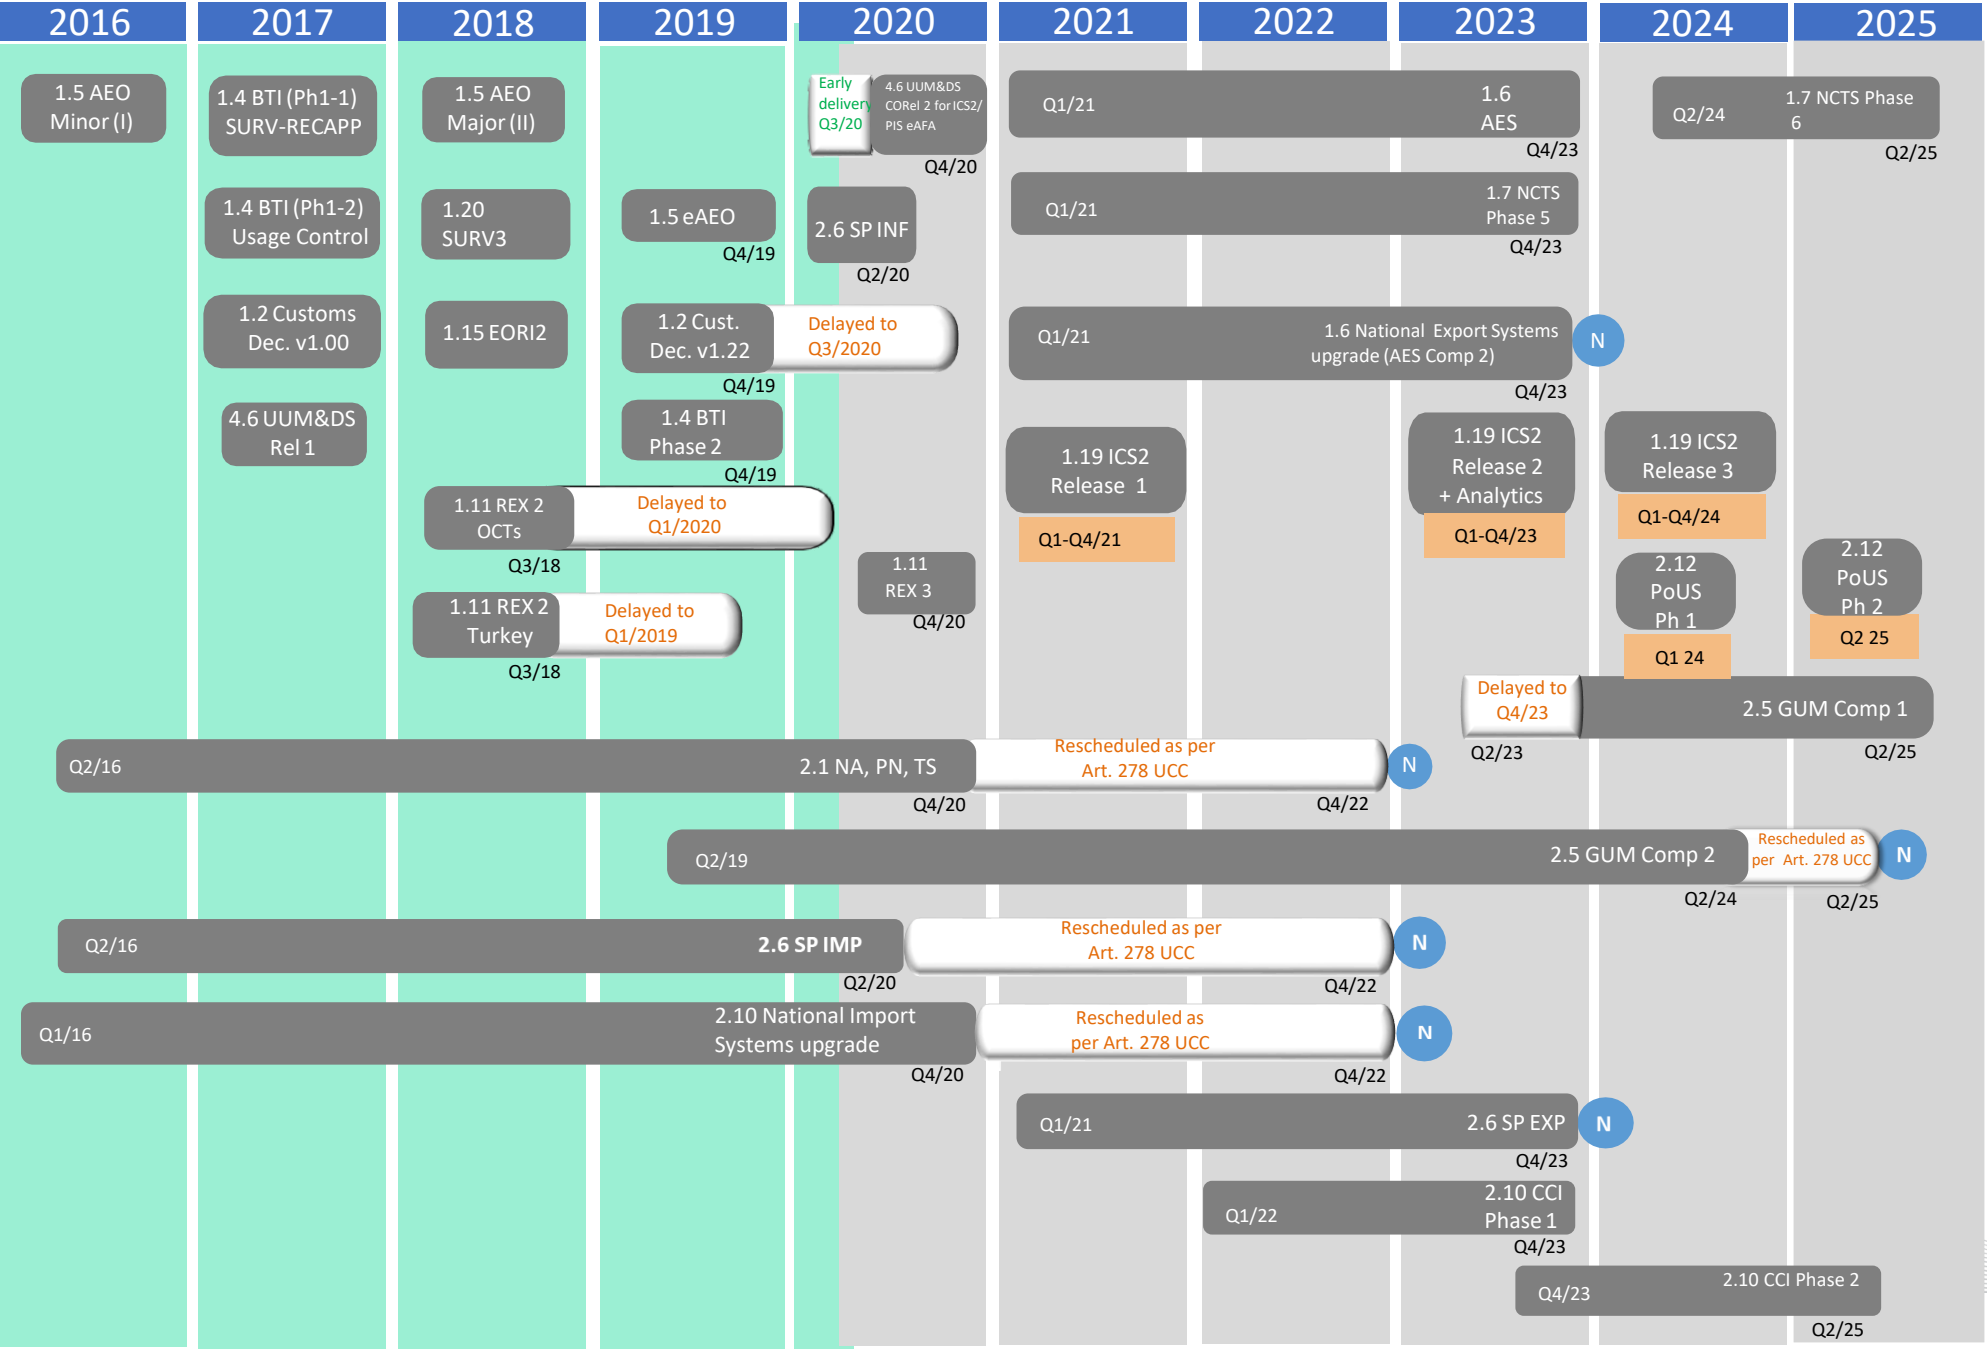 2016 2017 2018 2019 2020 2021 2022 2023 2024 2025
1.5 AEO
Minor (I)
1.4 BTI (Ph1-1)
SURV-RECAPP
1.5 AEO
Major (II)
Early
delivery
Q3/20
4.6 UUM&DS
CORel 2 for ICS2/
PIS eAFA
Q4/20
Q1/21
1.6
AES
Q4/23
Q2/24
1.7 NCTS Phase
6
Q2/25
1.4 BTI (Ph1-2)
Usage Control
1.20
SURV3
1.5 eAEO
Q4/19
2.6 SP INF
Q2/20
Q1/21
1.7 NCTS
Phase 5
Q4/23
1.2 Customs
Dec. v1.00
1.15 EORI2
1.2 Cust.
Dec. v1.22
Q4/19
Delayed to
Q3/2020
Q1/21
1.6 National Export Systems
upgrade (AES Comp 2)
Q4/23
N
4.6 UUM&DS
Rel 1
1.4 BTI
Phase 2
Q4/19
1.19 ICS2
Release 1
Q1-Q4/21
1.19 ICS2
Release 2
+ Analytics
Q1-Q4/23
1.19 ICS2
Release 3
Q1-Q4/24
1.11 REX 2
OCTs
Q3/18
Delayed to
Q1/2020
1.11
REX 3
Q4/20
2.12
PoUS
Ph 1
Q1 24
2.12
PoUS
Ph 2
Q2 25
1.11 REX 2
Turkey
Q3/18
Delayed to
Q1/2019
Delayed to
Q4/23
Q2/23
2.5 GUM Comp 1
Q2/25
Q2/16
2.1 NA, PN, TS
Q4/20
Rescheduled as per
Art. 278 UCC
Q4/22
N
Q2/19
2.5 GUM Comp 2
Q2/24
Rescheduled as
per Art. 278 UCC
Q2/25
N
Q2/16
2.6 SP IMP
Q2/20
Rescheduled as per
Art. 278 UCC
Q4/22
N
Q1/16
2.10 National Import
Systems upgrade
Q4/20
Rescheduled as
per Art. 278 UCC
Q4/22
N
Q1/21
2.6 SP EXP
Q4/23
N
Q1/22
2.10 CCI
Phase 1
Q4/23
Q4/23
2.10 CCI Phase 2
Q2/25